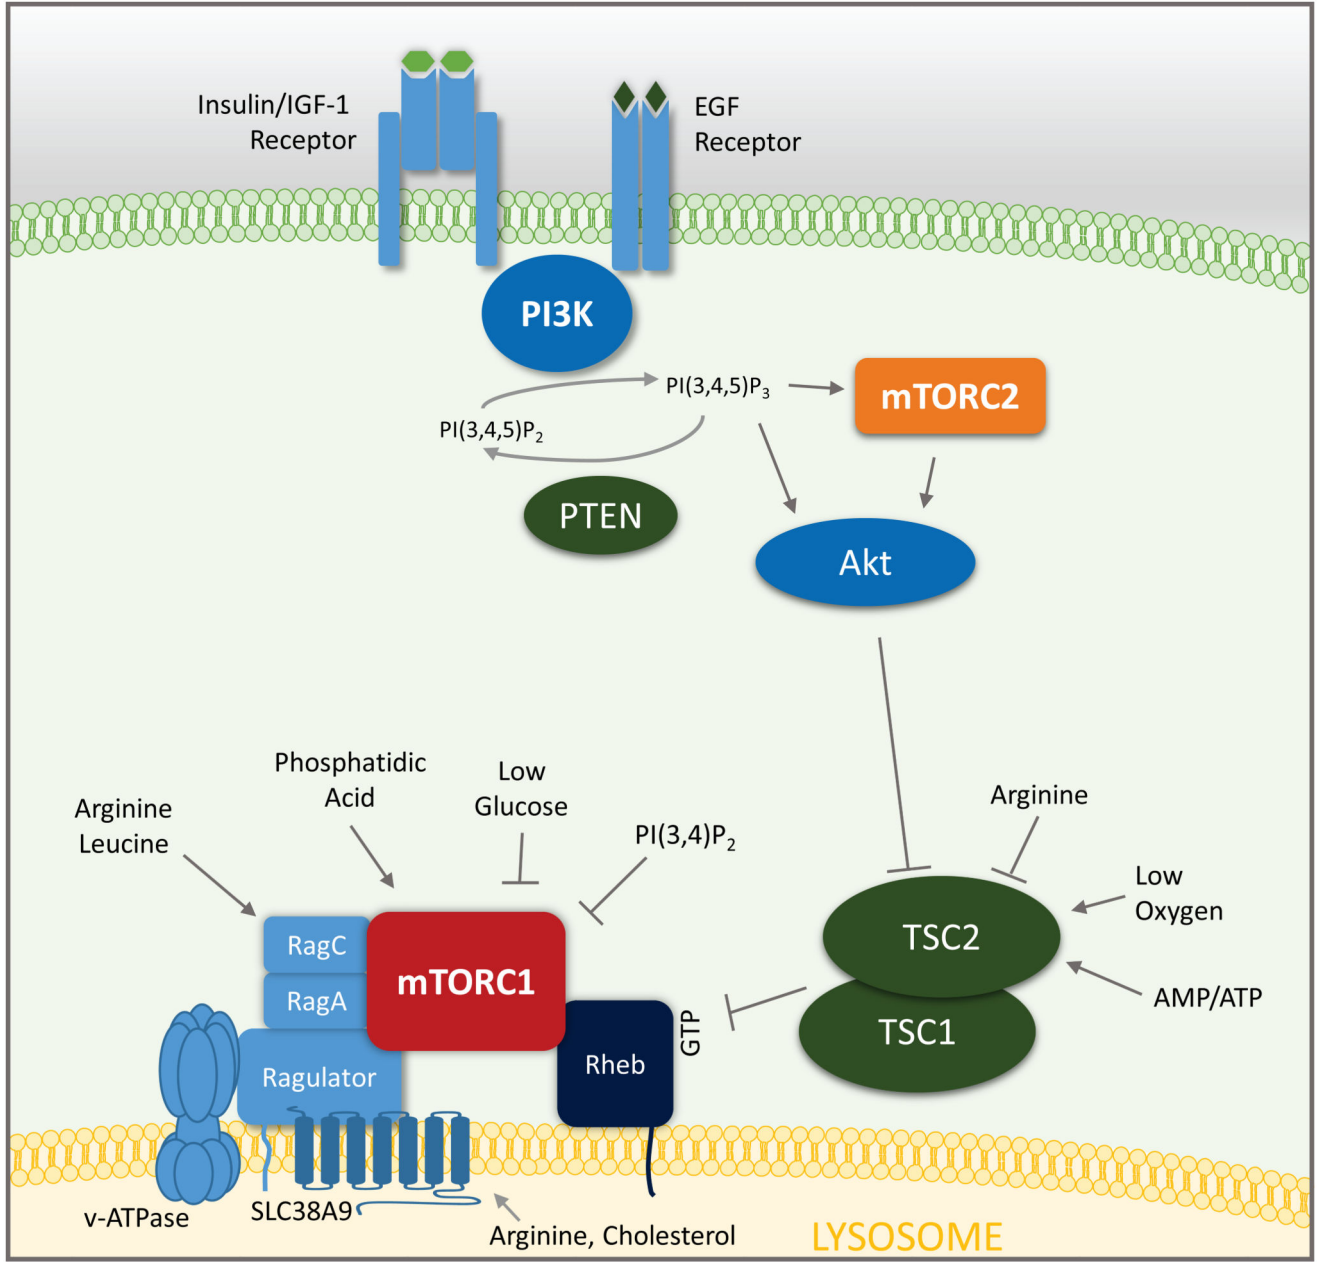 Insulin/IGF-1
Receptor
EGF
Receptor
PI3K
PI(3,4,5)P3
mTORC2
PI(3,4,5)P2
PTEN
Akt
Phosphatidic
Acid
Low
Glucose
Arginine
Leucine
PI(3,4)P2
Arginine
Low
Oxygen
AMP/ATP
TSC2
TSC1
RagC
RagA
mTORC1
Ragulator
Rheb
GTP
v-ATPase
SLC38A9
Arginine, Cholesterol
LYSOSOME